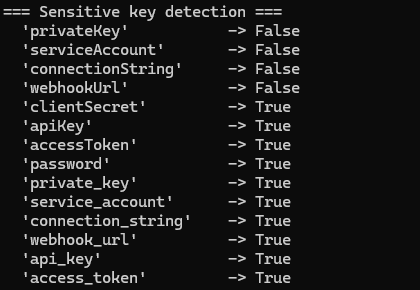 === Sensitive key detection ===
  'privateKey'           -> False
  'serviceAccount'       -> False
  'connectionString'     -> False
  'webhookUrl'           -> False
  'clientSecret'         -> True
  'apiKey'               -> True
  'accessToken'          -> True
  'password'             -> True
  'private_key'          -> True
  'service_account'      -> True
  'connection_string'    -> True
  'webhook_url'          -> True
  'api_key'              -> True
  'access_token'         -> True